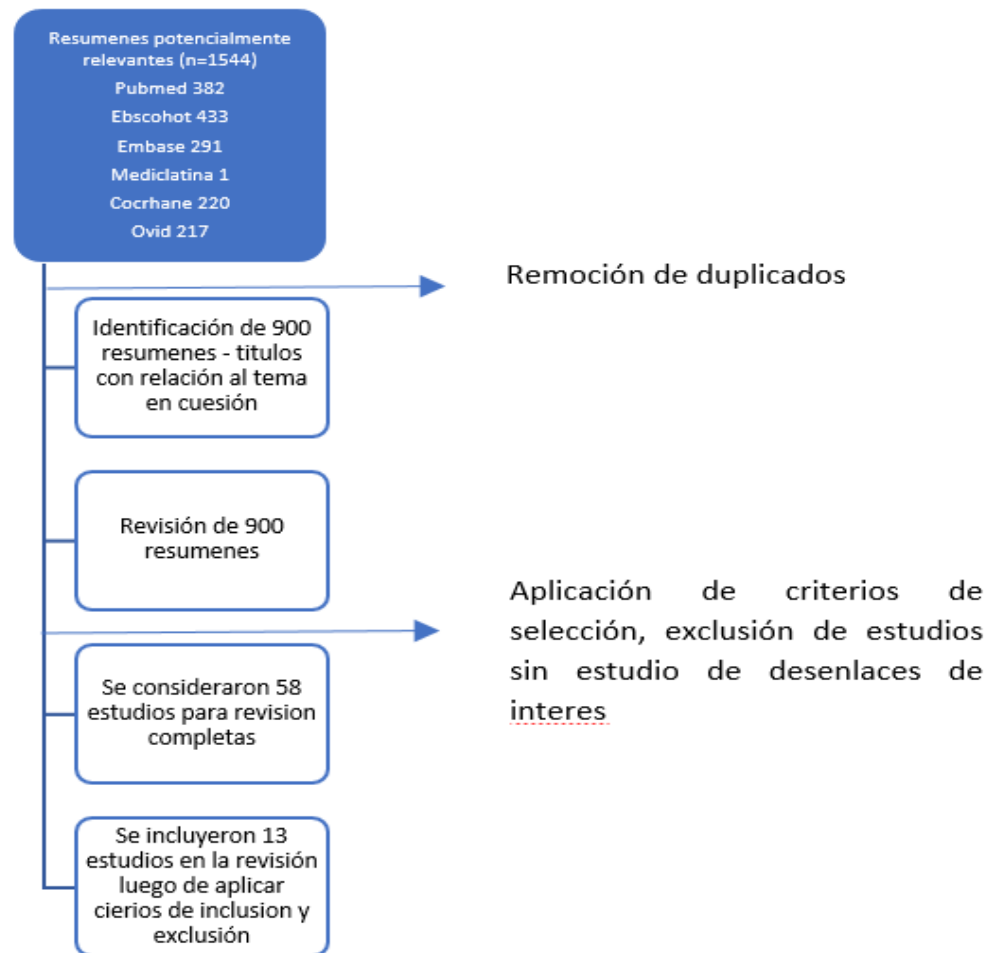 Resumenes potencialmente
relevantes (n=1544)
Pubmed 382
Ebscohot 433
Embase 291
Mediclatina 1
Cocrhane 220
Ovid 217
Remoción de duplicados
Identificación de 900
resumenes - titulos
con relación al tema
en cuesión
Revisión de 900
resumenes
Aplicación de criterios de
selección, exclusión de estudios
sin estudio de desenlaces de
interes
Se consideraron 58
estudios para revision
completas
Se incluyeron 13
estudios en la revisión
luego de aplicar
cierios de inclusion y
exclusión